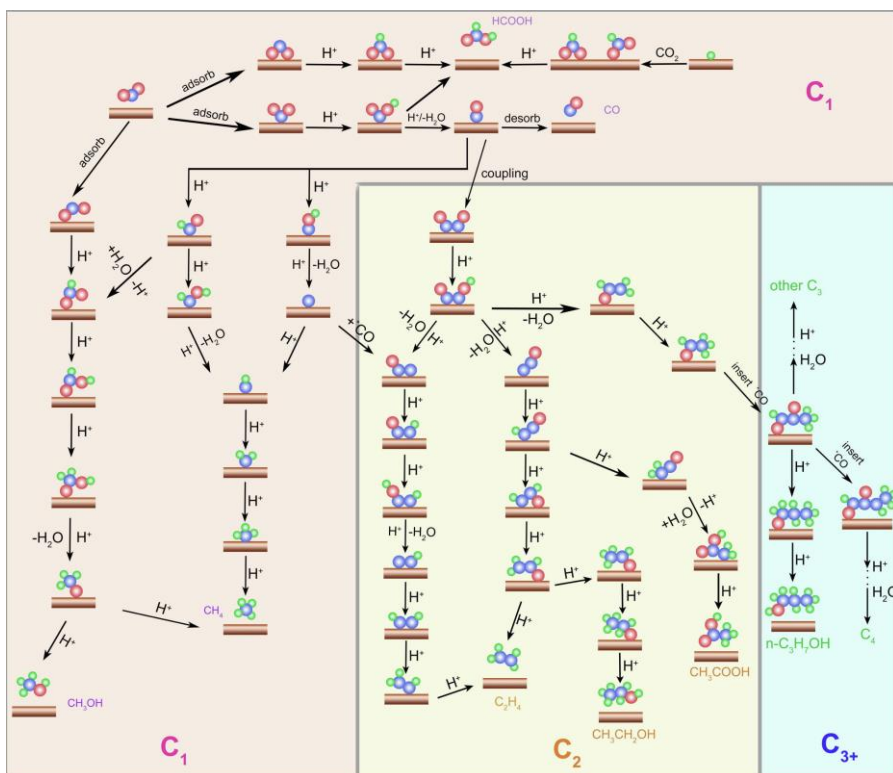 HCOOH
H⁺
H⁺
H⁺
CO₂
adsorb
C₁
adsorb
H⁺
H⁺/-H₂O
desorb
CO
adsorb
coupling
H⁺
H⁺
H⁺
+H₂O
-H⁺
H⁺
H⁺
-H₂O
H⁺
H⁺
-H₂O
H⁺
other C₃
H⁺
H₂O
H⁺
-H₂O
H⁺
H⁺
-H₂O
H⁺
+*CO
-H₂O
H⁺
-H₂O
H⁺
insert *CO
H⁺
H⁺
H⁺
H⁺
H⁺
H⁺
insert
*CO
H⁺
H⁺
H⁺
H⁺
+H₂O
-H⁺
-H₂O
H⁺
H⁺
-H₂O
H⁺
H⁺
H⁺
H⁺
H₂O
CH₄
H⁺
H⁺
H⁺
H⁺
H⁺
n-C₃H₇OH
C₄
H⁺
H⁺
H⁺
H⁺
CH₃COOH
CH₃OH
C₂H₄
CH₃CH₂OH
C₁
C₂
C₃₊